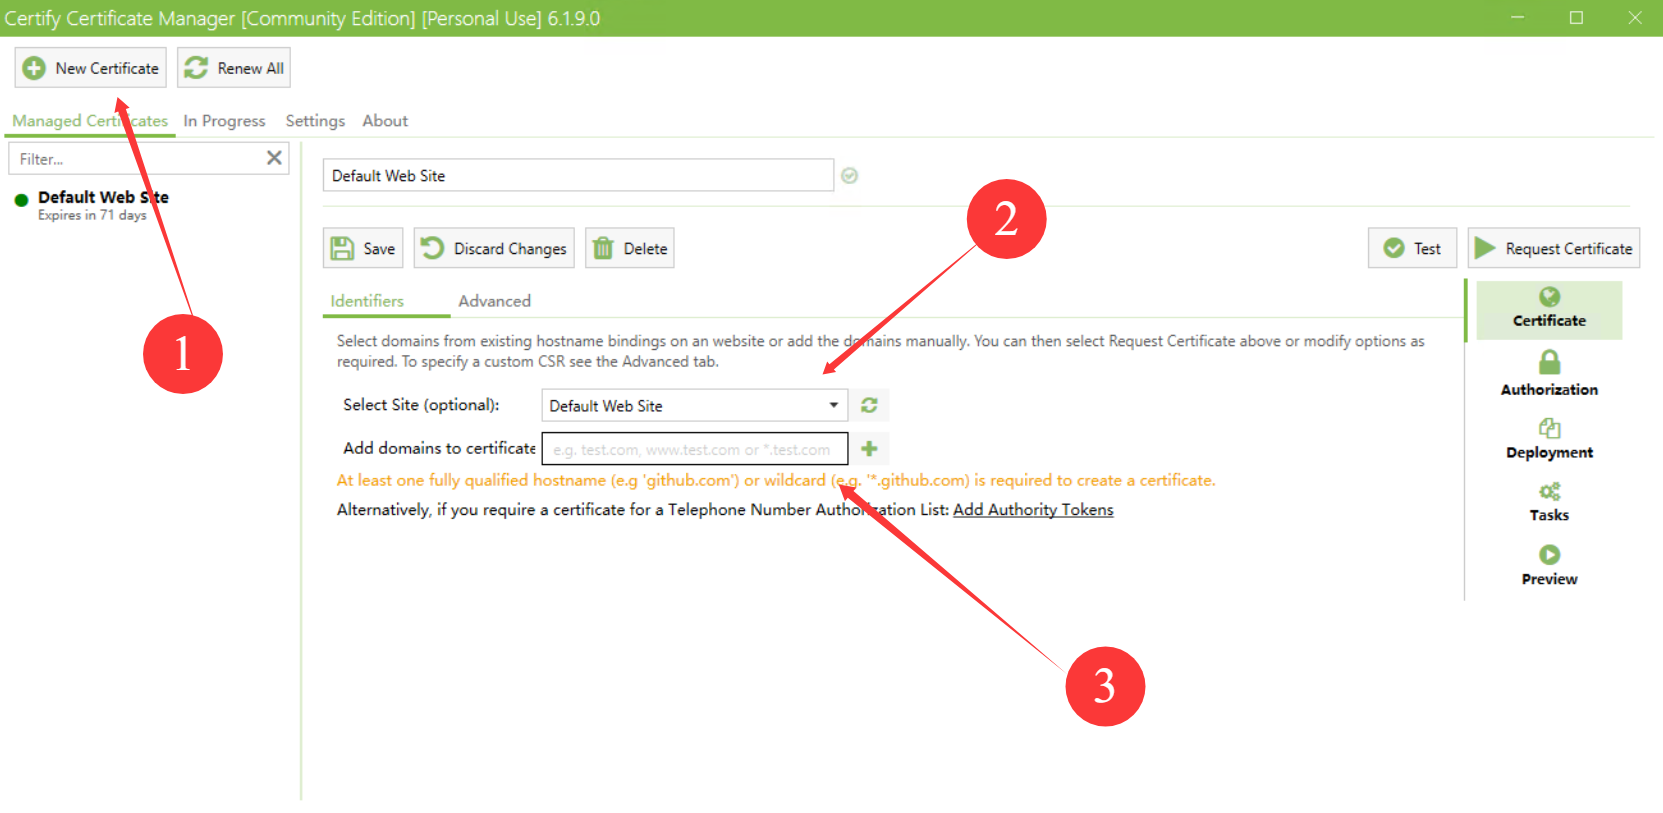 Certify Certificate Manager [Community Edition] [Personal Use] 6.1.9.0
New Certificate
Renew All
Managed Certificates
In Progress
Settings
About
Filter...
Default Web Site
Expires in 71 days
1
Default Web Site
2
Save
Discard Changes
Delete
Test
Request Certificate
Identifiers
Advanced
Select domains from existing hostname bindings on an website or add the domains manually. You can then select Request Certificate above or modify options as
required. To specify a custom CSR see the Advanced tab.
Select Site (optional):
Default Web Site
Add domains to certificate
e.g. test.com, www.test.com or *.test.com
At least one fully qualified hostname (e.g 'github.com') or wildcard (e.g. '*.github.com) is required to create a certificate.
Alternatively, if you require a certificate for a Telephone Number Authorization List: Add Authority Tokens
3
Certificate
Authorization
Deployment
Tasks
Preview